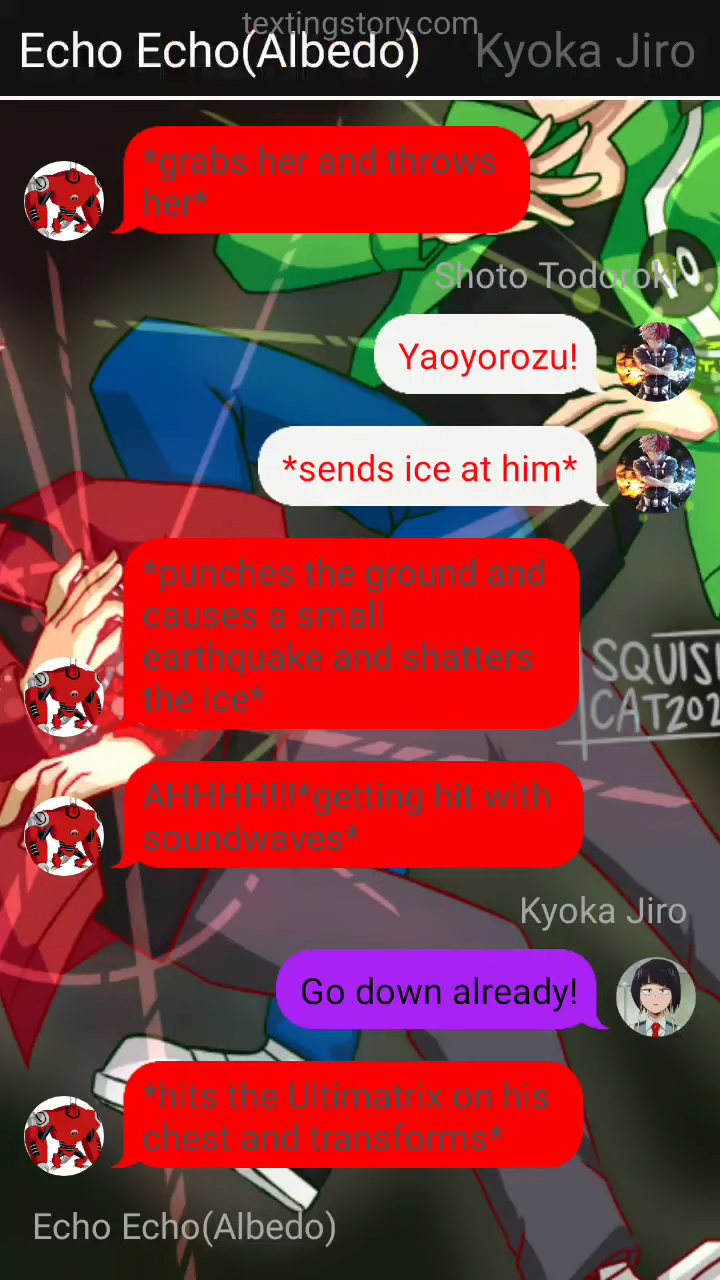 textingstory.com
Echo Echo(Albedo)
Kyoka Jiro
*grabs her and throws
her*
Shoto Todoroki
Yaoyorozu!
*sends ice at him*
*punches the ground and
causes a small
earthquake and shatters
the ice*
SQUIS
CAT202
AHHHH!!!*getting hit with
soundwaves*
Kyoka Jiro
Go down already!
*hits the Ultimatrix on his
chest and transforms*
Echo Echo(Albedo)